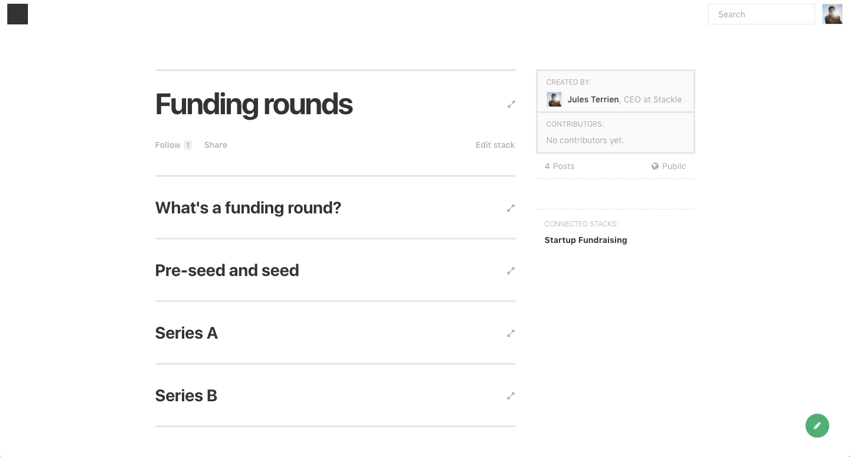 Search
Funding rounds
Follow 1 Share Edit stack
What's a funding round?
Pre-seed and seed
Series A
Series B
CREATED BY:
Jules Terrien, CEO at Stackle
CONTRIBUTORS:
No contributors yet.
4 Posts Public
CONNECTED STACKS:
Startup Fundraising